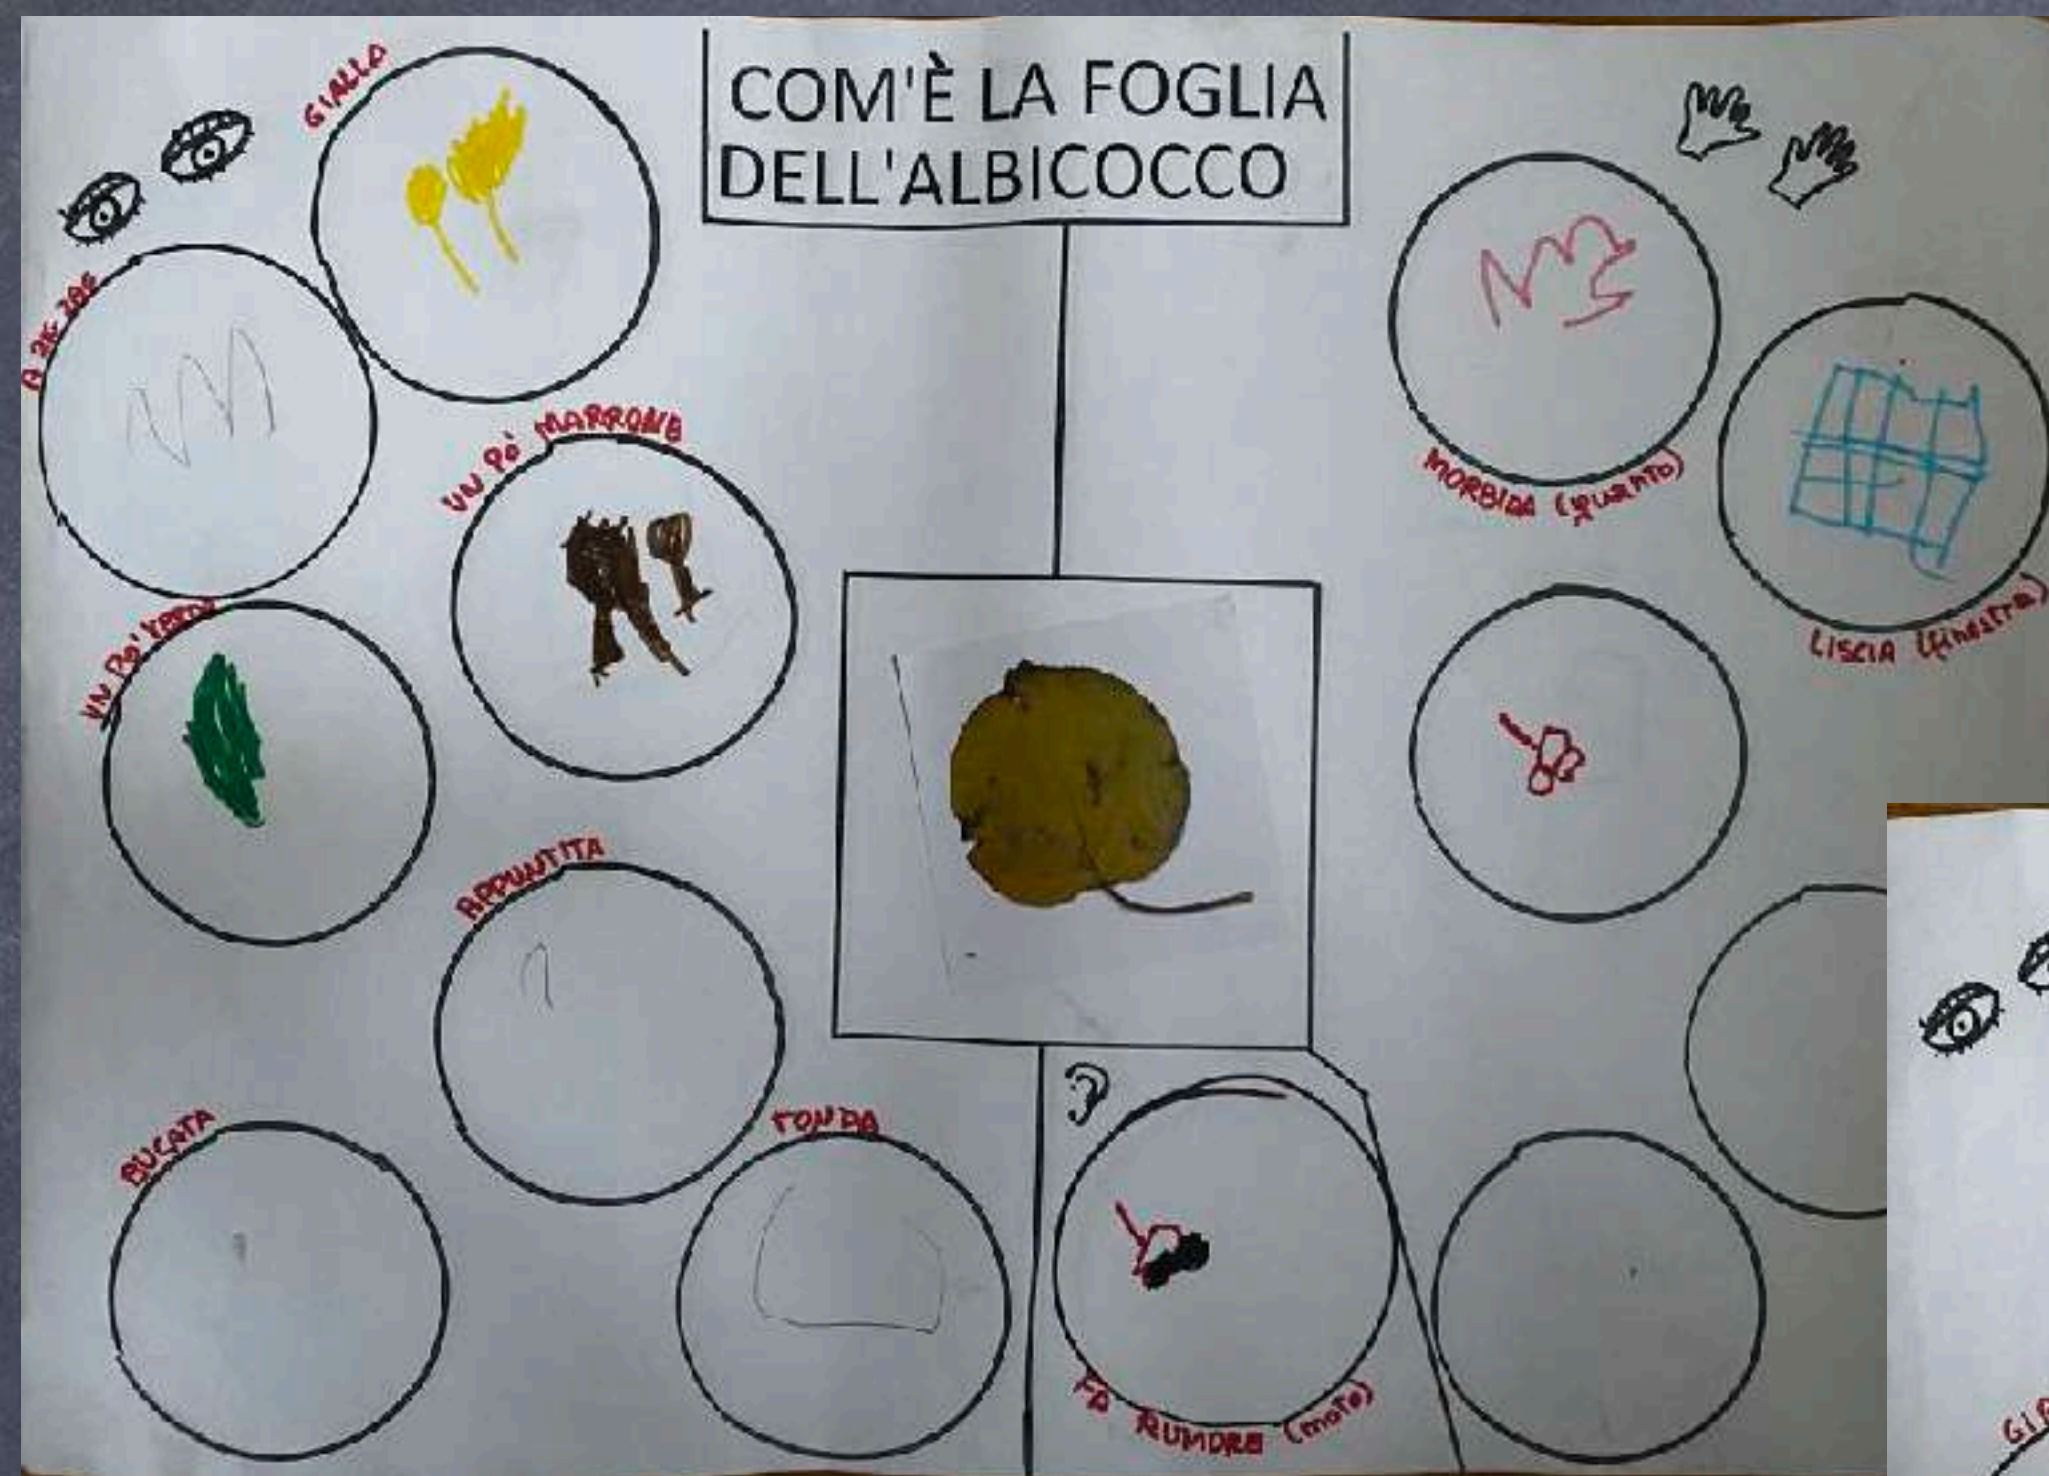 COM'È LA FOGLIA
DELL'ALBICOCCO
GIALLO
A ZIG ZAG
UN PO' MARRONE
UN PO' VERDE
APPUNTITA
BUCATA
TONDA
MORBIDA (guanto)
LISCIA (finestra)
FA RUMORE (moto)